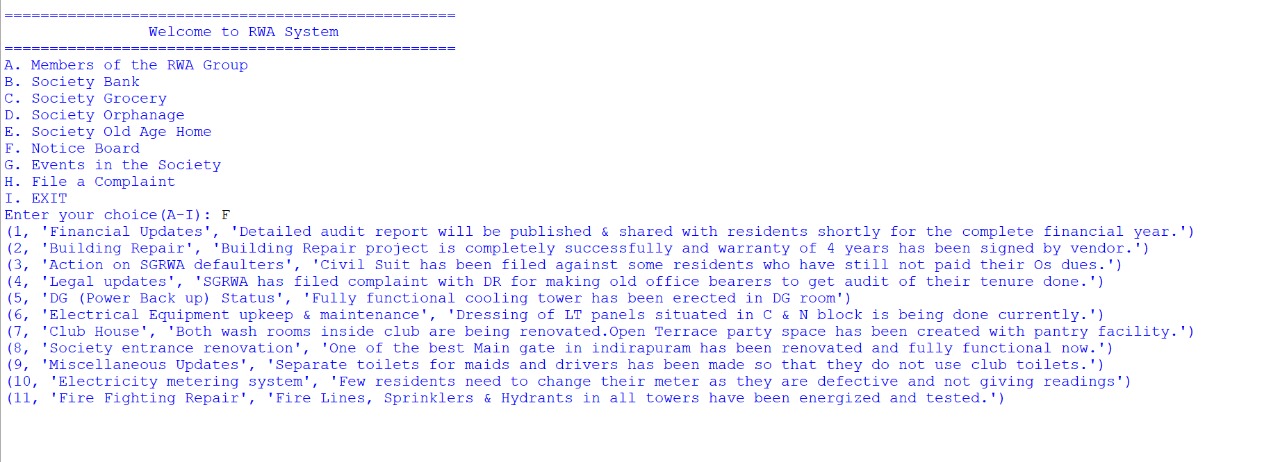 ==================================================
Welcome to RWA System
==================================================
A. Members of the RWA Group
B. Society Bank
C. Society Grocery
D. Society Orphanage
E. Society Old Age Home
F. Notice Board
G. Events in the Society
H. File a Complaint
I. EXIT
Enter your choice(A-I): F
(1, 'Financial Updates', 'Detailed audit report will be published & shared with residents shortly for the complete financial year.')
(2, 'Building Repair', 'Building Repair project is completely successfully and warranty of 4 years has been signed by vendor.')
(3, 'Action on SGRWA defaulters', 'Civil Suit has been filed against some residents who have still not paid their Os dues.')
(4, 'Legal updates', 'SGRWA has filed complaint with DR for making old office bearers to get audit of their tenure done.')
(5, 'DG (Power Back up) Status', 'Fully functional cooling tower has been erected in DG room')
(6, 'Electrical Equipment upkeep & maintenance', 'Dressing of LT panels situated in C & N block is being done currently.')
(7, 'Club House', 'Both wash rooms inside club are being renovated.Open Terrace party space has been created with pantry facility.')
(8, 'Society entrance renovation', 'One of the best Main gate in indirapuram has been renovated and fully functional now.')
(9, 'Miscellaneous Updates', 'Separate toilets for maids and drivers has been made so that they do not use club toilets.')
(10, 'Electricity metering system', 'Few residents need to change their meter as they are defective and not giving readings')
(11, 'Fire Fighting Repair', 'Fire Lines, Sprinklers & Hydrants in all towers have been energized and tested.')